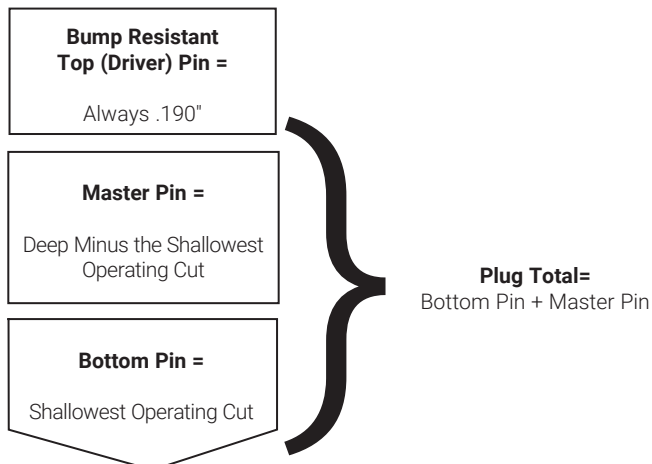 Bump Resistant
Top (Driver) Pin =
Always .190"
Master Pin =
Deep Minus the Shallowest
Operating Cut
Plug Total=
Bottom Pin + Master Pin
Bottom Pin =
Shallowest Operating Cut